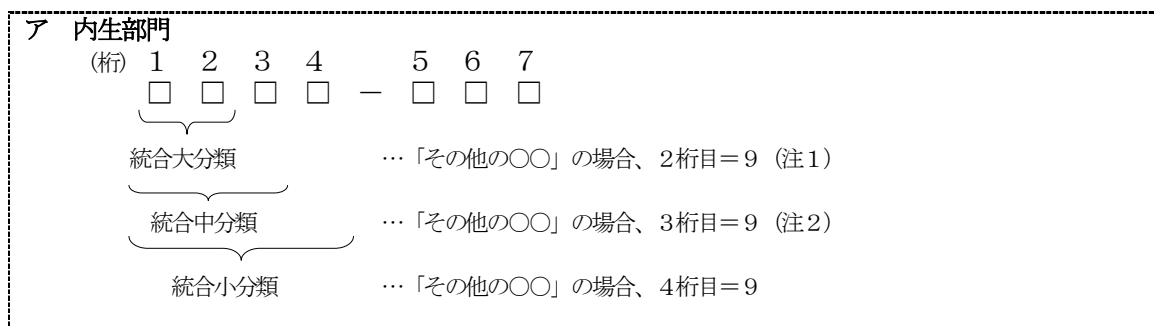 ア 内生部門
(桁) 1 2 3 4 5 6 7
□ □ □ □ － □ □ □
統合大分類 …「その他の○○」の場合、2桁目＝9（注1）
統合中分類 …「その他の○○」の場合、3桁目＝9（注2）
統合小分類 …「その他の○○」の場合、4桁目＝9